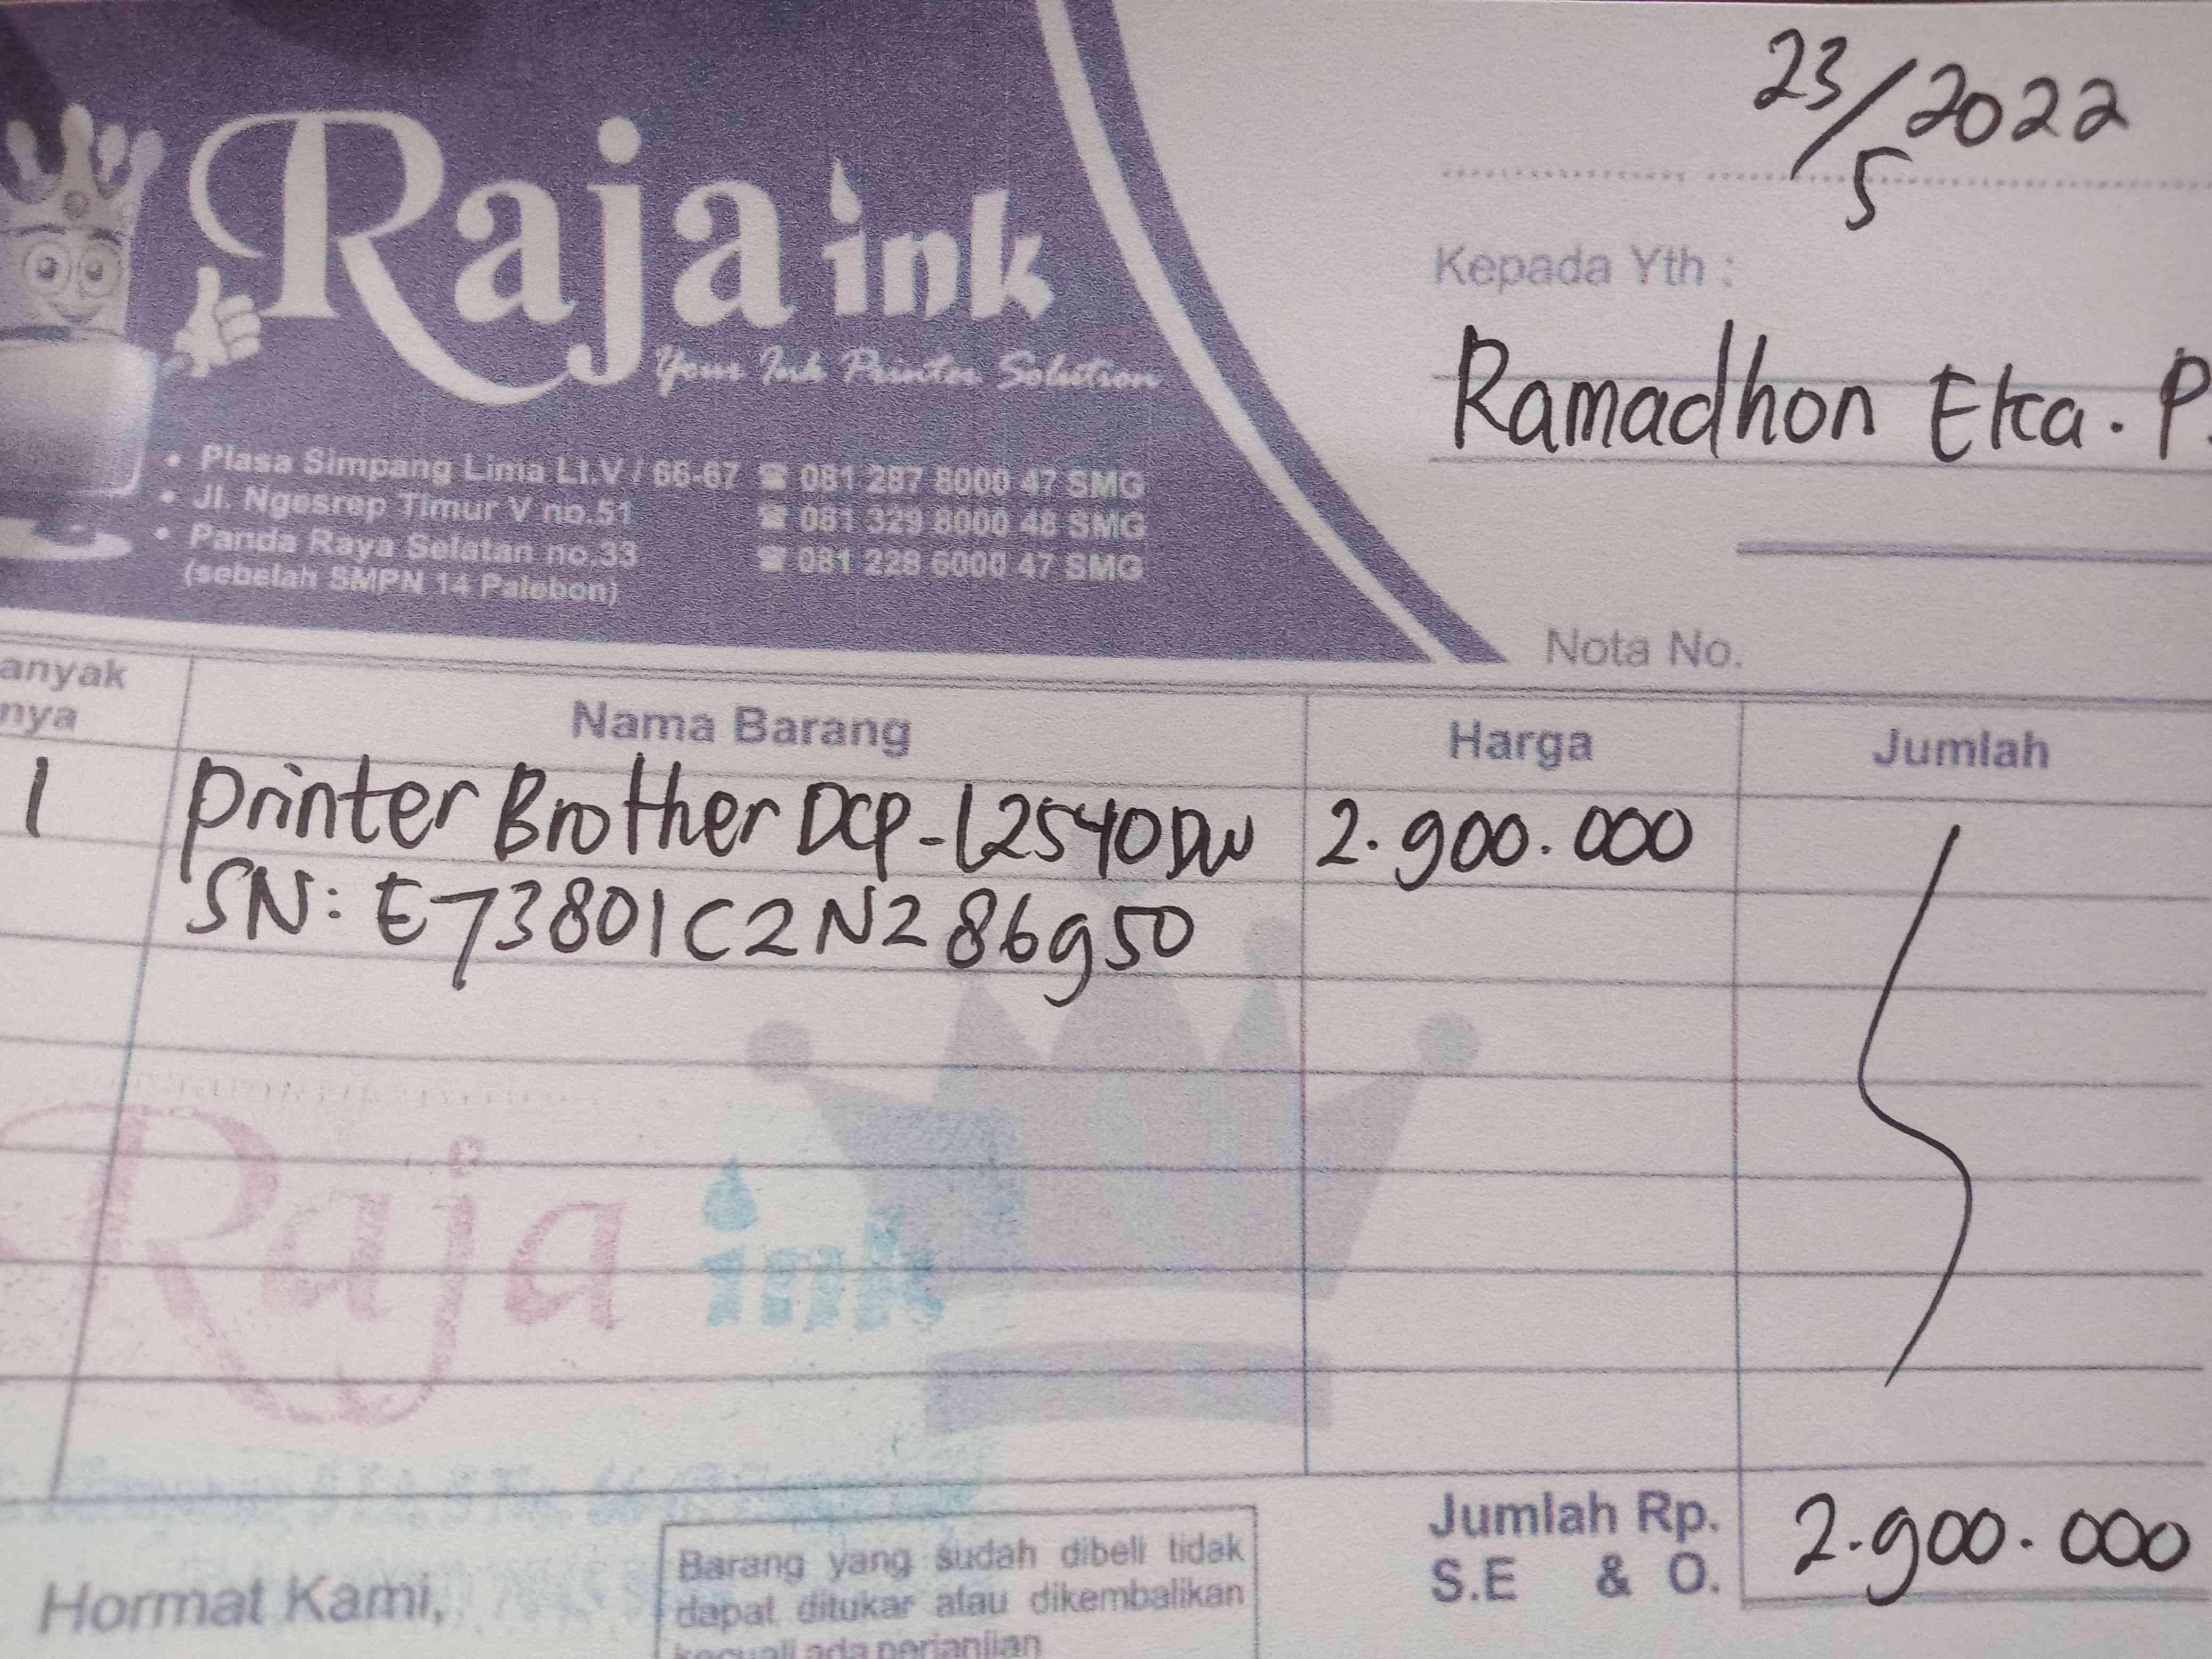 23/5 2022
Raja ink
Your Ink Printer Solution
Kepada Yth :
Ramadhon Eka. P.
• Plasa Simpang Lima Lt.V / 66-67 ☎ 081 287 8000 47 SMG
• Jl. Ngesrep Timur V no.51 ☎ 081 329 8000 48 SMG
• Panda Raya Selatan no.33 ☎ 081 228 6000 47 SMG
(sebelah SMPN 14 Palebon)
Nota No.
anyak
nya
Nama Barang Harga Jumlah
1 Printer Brother DCP-L2540DW 2.900.000
SN: E73801C2N286950
Raja ink
Jumlah Rp. 2.900.000
S.E & O.
Hormat Kami,
Barang yang sudah dibeli tidak
dapat ditukar atau dikembalikan
kecuali ada perjanjian